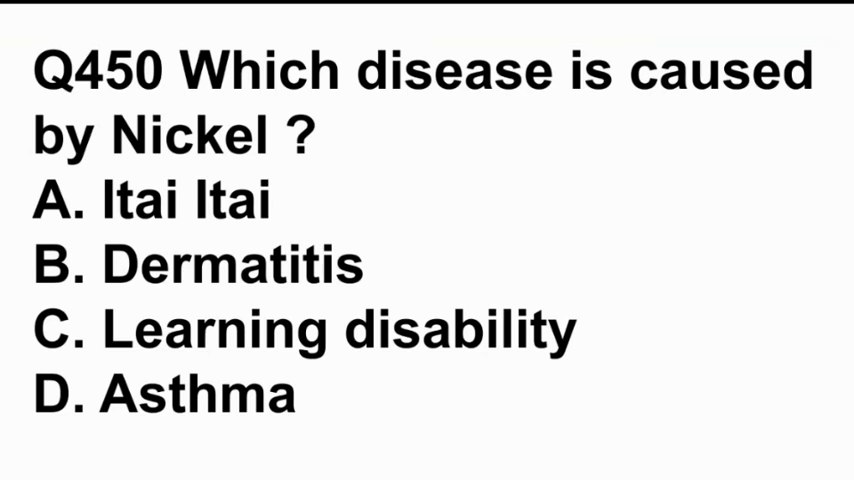 Q450 Which disease is caused
by Nickel ?
A. Itai Itai
B. Dermatitis
C. Learning disability
D. Asthma